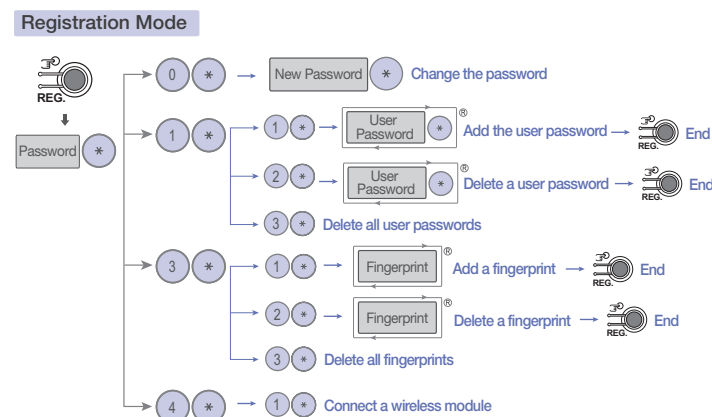 Registration Mode
REG.
Password *
0 * New Password * Change the password
1 *
1 * User Password * ® Add the user password REG. End
2 * User Password * ® Delete a user password REG. End
3 * Delete all user passwords
3 *
1 * Fingerprint ® Add a fingerprint REG. End
2 * Fingerprint ® Delete a fingerprint REG. End
3 * Delete all fingerprints
4 * 1 * Connect a wireless module